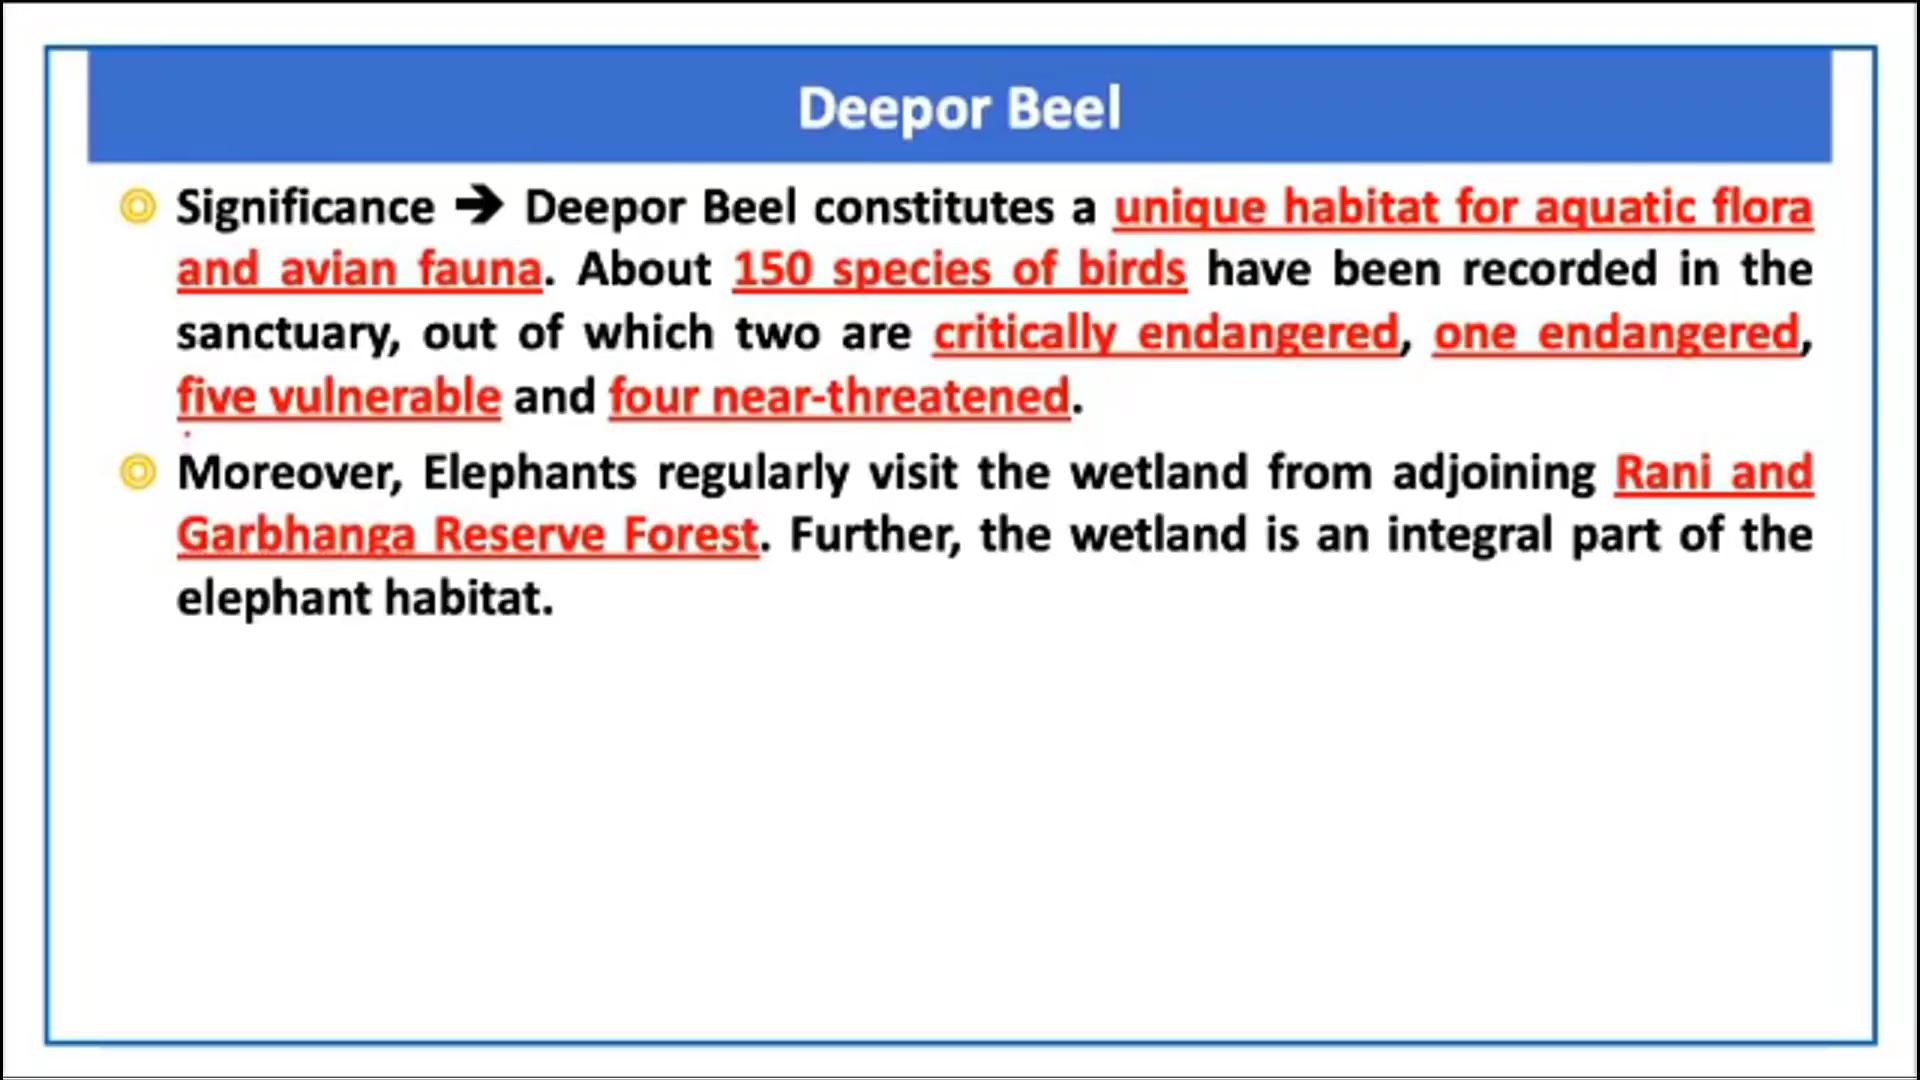 Deepor Beel
Significance ➔ Deepor Beel constitutes a unique habitat for aquatic flora
and avian fauna. About 150 species of birds have been recorded in the
sanctuary, out of which two are critically endangered, one endangered,
five vulnerable and four near-threatened.
Moreover, Elephants regularly visit the wetland from adjoining Rani and
Garbhanga Reserve Forest. Further, the wetland is an integral part of the
elephant habitat.